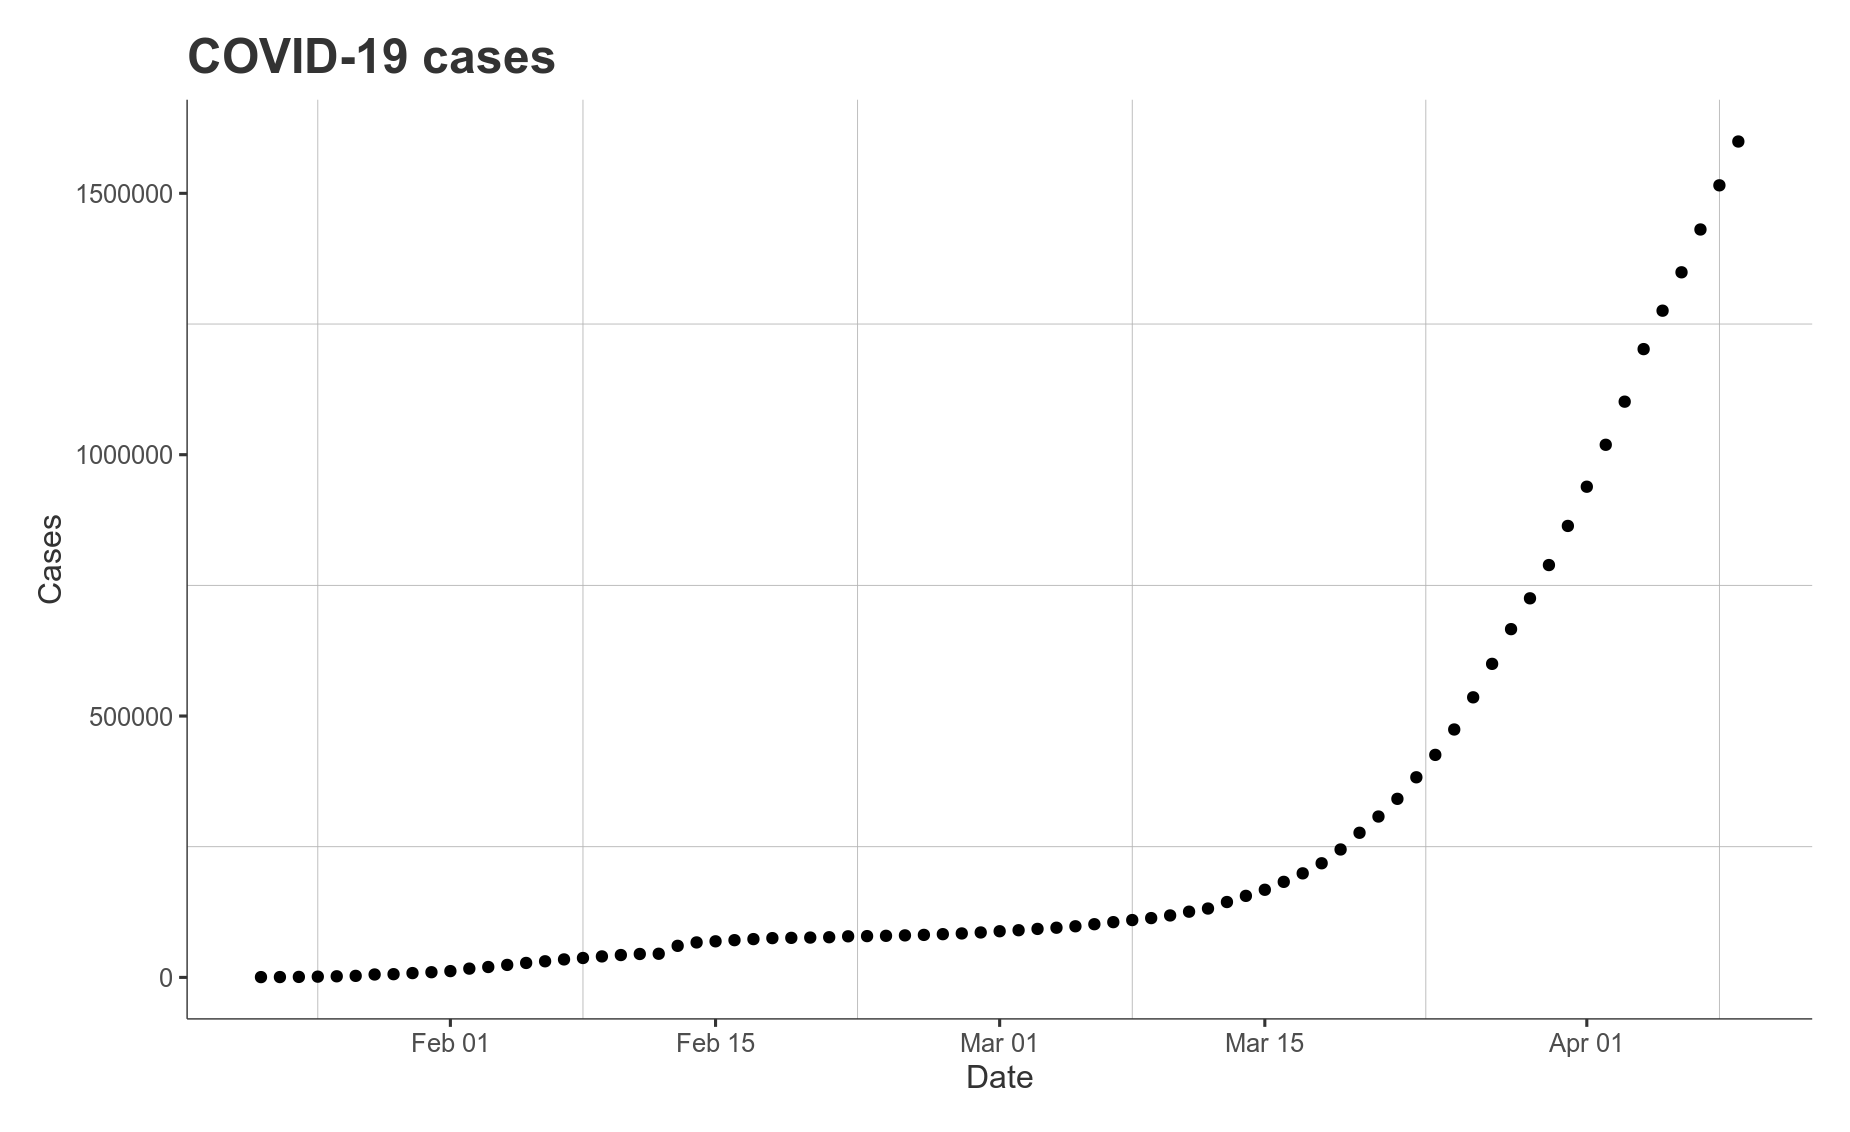 COVID-19 cases
1500000
1000000
500000
0
Cases
Feb 01
Feb 15
Mar 01
Mar 15
Apr 01
Date